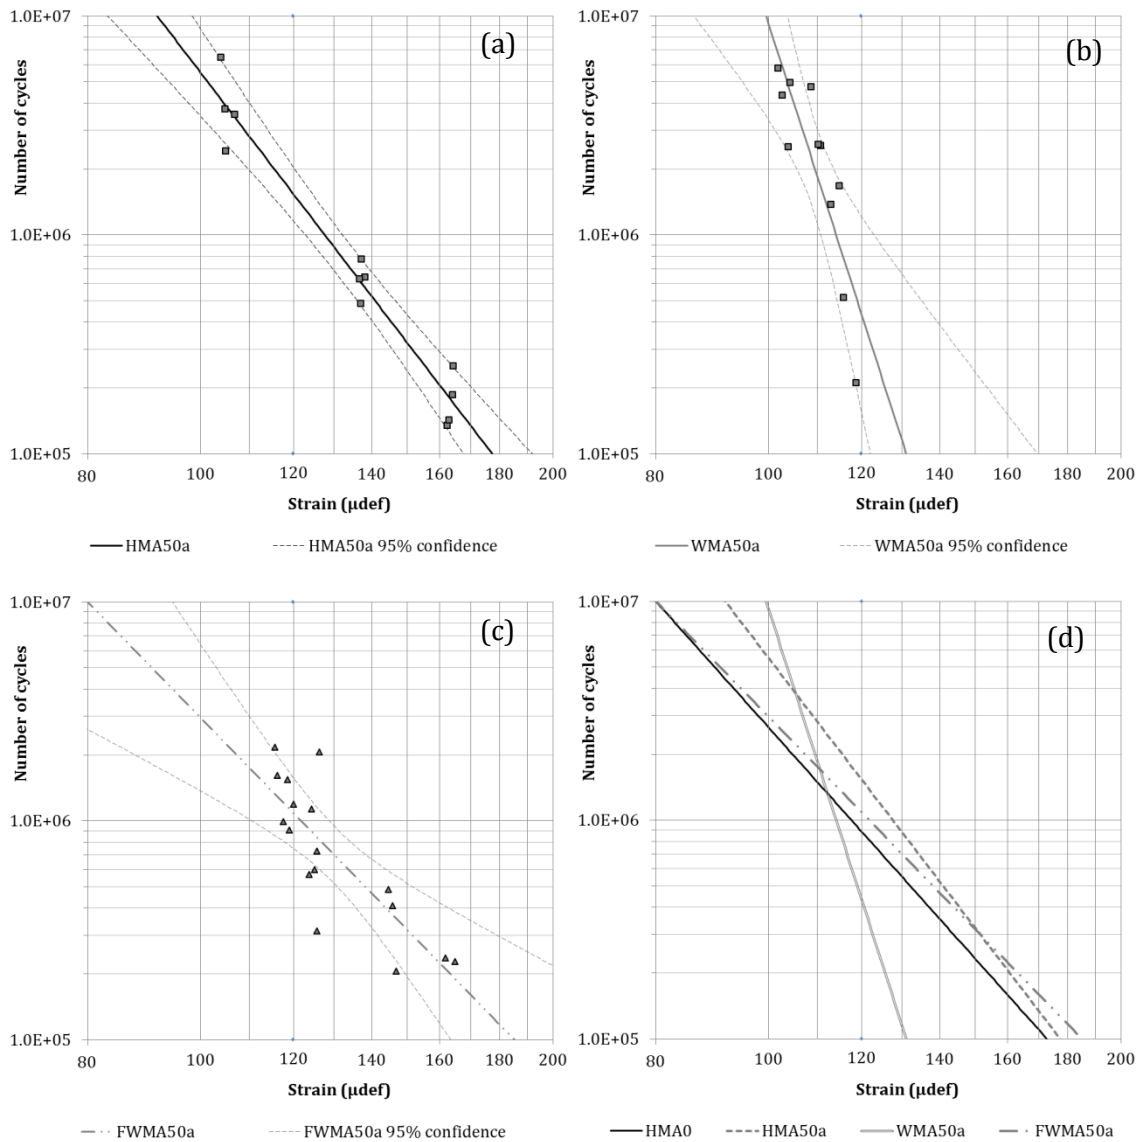 (a)
Number of cycles
1.0E+07
1.0E+06
1.0E+05
80 100 120 140 160 200
Strain (μdef)
HMA50a HMA50a 95% confidence
(b)
Number of cycles
1.0E+07
1.0E+06
1.0E+05
80 100 120 140 160 180 200
Strain (μdef)
WMA50a WMA50a 95% confidence
(c)
Number of cycles
1.0E+07
1.0E+06
1.0E+05
80 100 120 140 160 180 200
Strain (μdef)
FWMA50a FWMA50a 95% confidence
(d)
Number of cycles
1.0E+07
1.0E+06
1.0E+05
80 100 120 140 160 180 200
Strain (μdef)
HMA0 HMA50a WMA50a FWMA50a